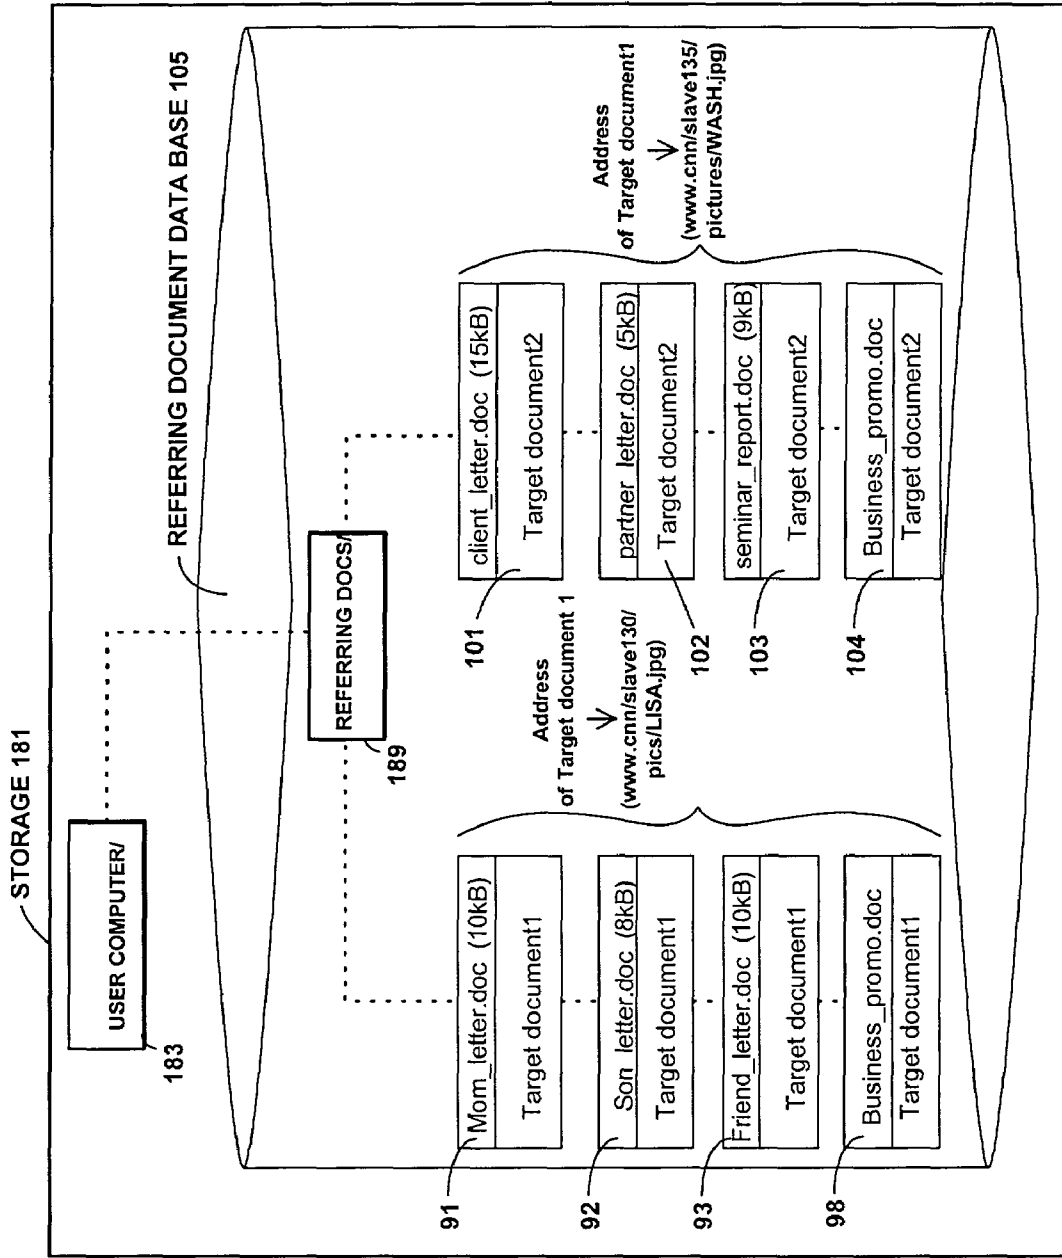 STORAGE 181
USER COMPUTER/
183
REFERRING DOCUMENT DATA BASE 105
REFERRING DOCS/
189
91
Mom_letter.doc (10kB)
Target document1
92
Son letter.doc (8kB)
Target document1
93
Friend_letter.doc (10kB)
Target document1
98
Business_promo.doc
Target document1
Address
of Target document 1
(www.cnn/slave130/
pics/LISA.jpg)
101
client_letter.doc (15kB)
Target document2
102
partner letter.doc (5kB)
Target document2
103
seminar_report.doc (9kB)
Target document2
104
Business_promo.doc
Target document2
Address
of Target document1
(www.cnn/slave135/
pictures/WASH.jpg)